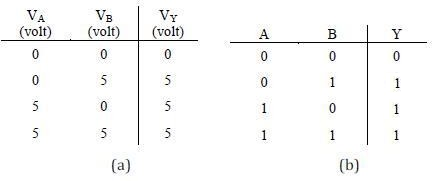 V_A V_B V_Y
(volt) (volt) (volt)
0 0 0
0 5 5
5 0 5
5 5 5
(a)
A B Y
0 0 0
0 1 1
1 0 1
1 1 1
(b)